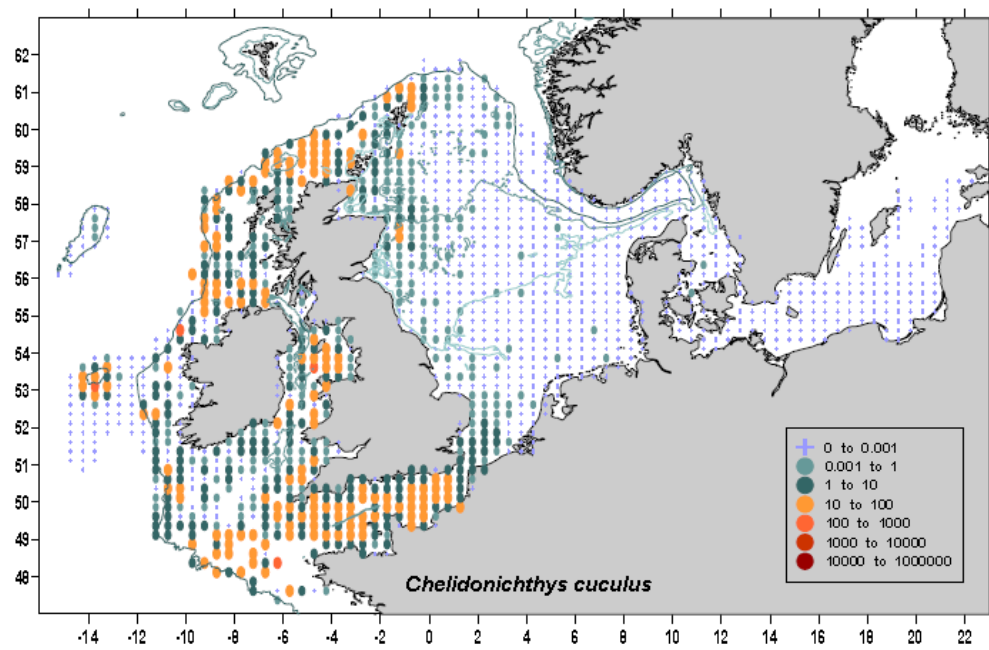 62
61
60
59
58
57
56
55
54
53
52
51
50
49
48
0 to 0.001
0.001 to 1
1 to 10
10 to 100
100 to 1000
1000 to 10000
10000 to 1000000
Chelidonichthys cuculus
-14 -12 -10 -8 -6 -4 -2 0 2 4 6 8 10 12 14 16 18 20 22